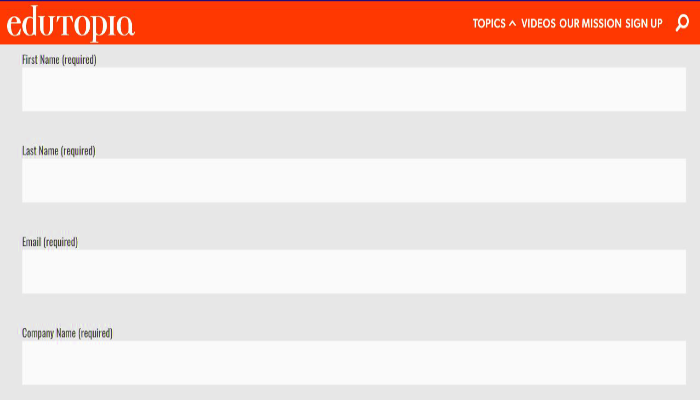 edutopia
TOPICS VIDEOS OUR MISSION SIGN UP
First Name (required)
Last Name (required)
Email (required)
Company Name (required)